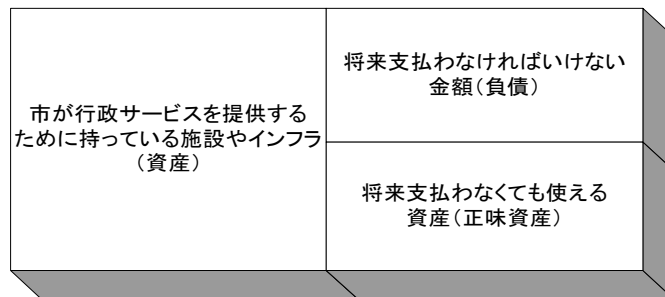 市が行政サービスを提供する
ために持っている施設やインフラ
(資産)
将来支払わなければいけない
金額(負債)
将来支払わなくても使える
資産(正味資産)